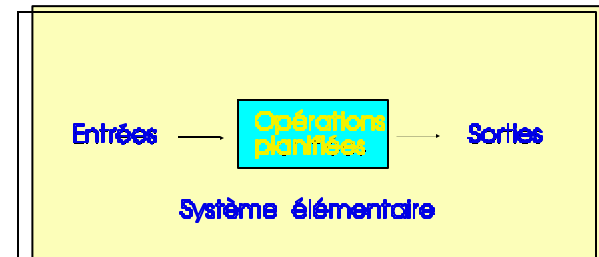 Entrées
Opérations
planifiées
Sorties
Système élémentaire